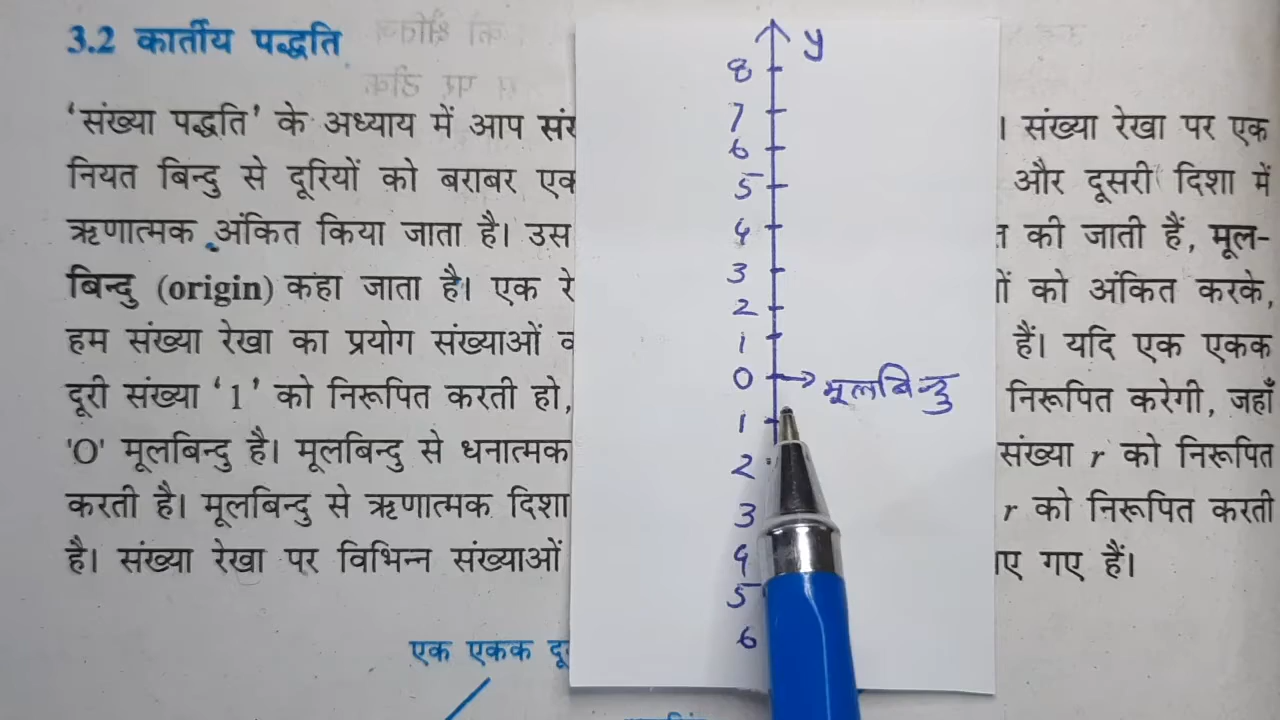 3.2 कार्तीय पद्धति
'संख्या पद्धति' के अध्याय में आप सं
। संख्या रेखा पर एक
नियत बिन्दु से दूरियों को बराबर एक
और दूसरी दिशा में
ऋणात्मक अंकित किया जाता है। उस
की जाती हैं, मूल-
बिन्दु (origin) कहा जाता है। एक रे
ों को अंकित करके,
हम संख्या रेखा का प्रयोग संख्याओं
हैं। यदि एक एकक
दूरी संख्या '1' को निरूपित करती हो,
निरूपित करेगी, जहाँ
'O' मूलबिन्दु है। मूलबिन्दु से धनात्मक
संख्या r को निरूपित
करती है। मूलबिन्दु से ऋणात्मक दिशा
r को निरूपित करती
है। संख्या रेखा पर विभिन्न संख्याओं
ए गए हैं।
एक एकक दू
y
8
7
6
5
4
3
2
1
0 मूलबिन्दु
1
2
3
4
5
6